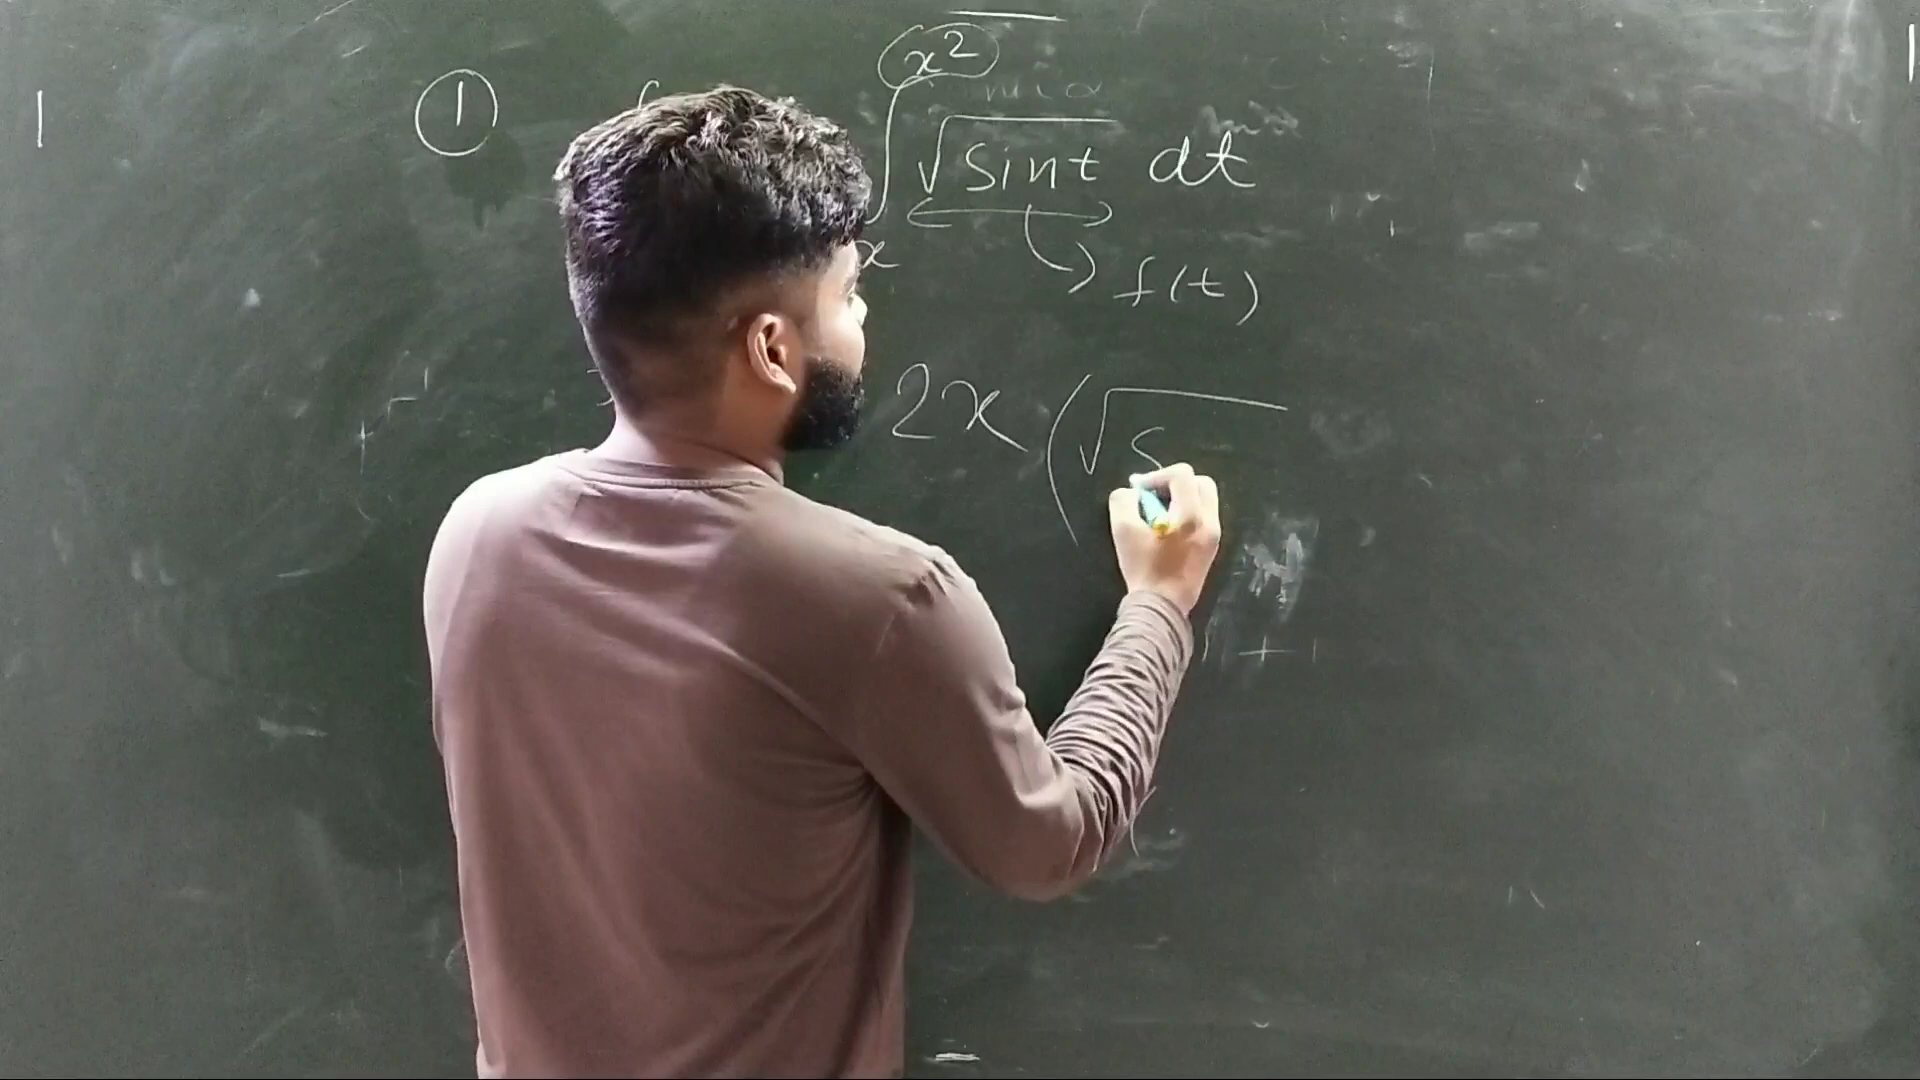 x²
① f ∫ √sint dt
x f(t)
2x (√s